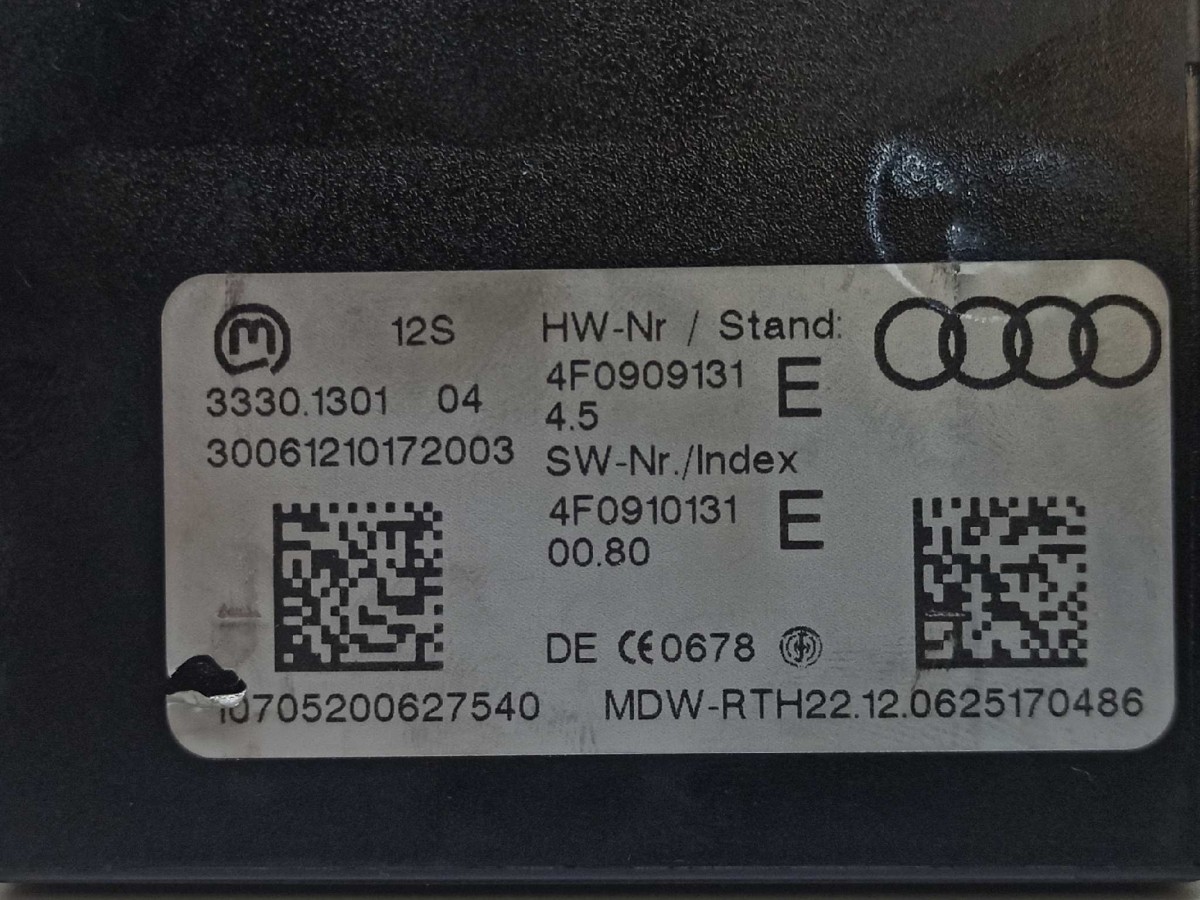 m 12S
3330.1301 04
30061210172003
HW-Nr / Stand:
4F0909131 E
4.5
SW-Nr./Index
4F0910131 E
00.80
DE CE0678
10705200627540 MDW-RTH22.12.0625170486